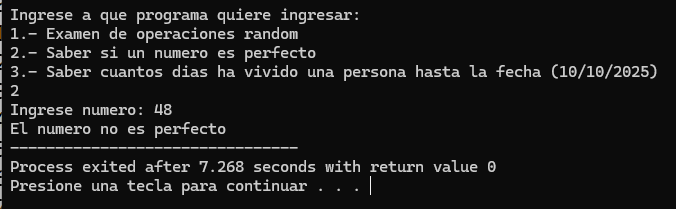 Ingrese a que programa quiere ingresar:
1.- Examen de operaciones random
2.- Saber si un numero es perfecto
3.- Saber cuantos dias ha vivido una persona hasta la fecha (10/10/2025)
2
Ingrese numero: 48
El numero no es perfecto
--------------------------------
Process exited after 7.268 seconds with return value 0
Presione una tecla para continuar . . .